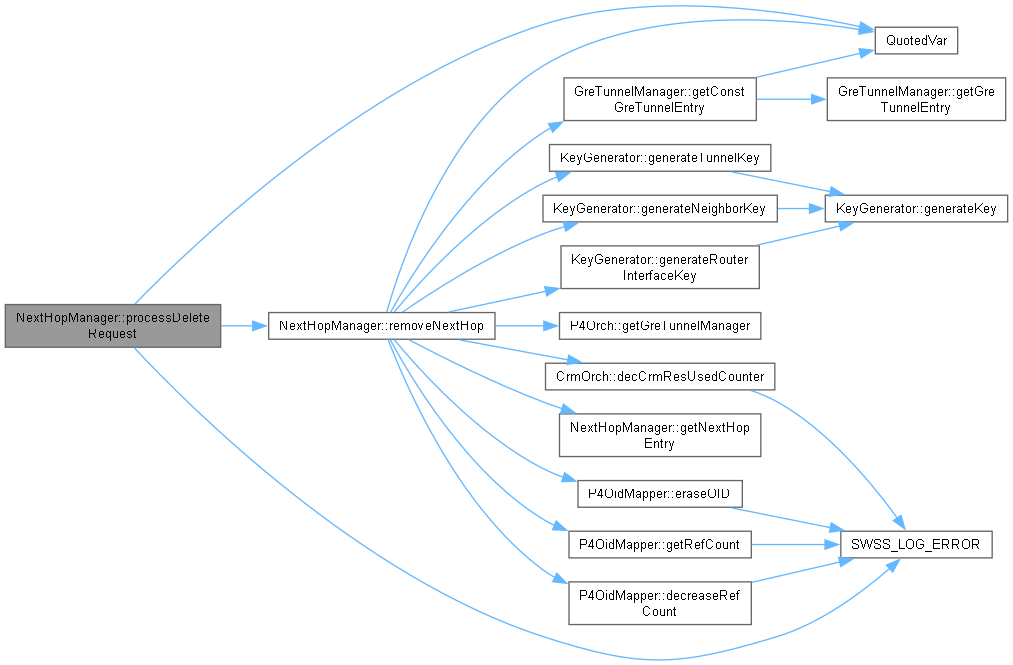 QuotedVar
GreTunnelManager::getConst
GreTunnelEntry
GreTunnelManager::getGre
TunnelEntry
KeyGenerator::generateTunnelKey
KeyGenerator::generateNeighborKey
KeyGenerator::generateKey
KeyGenerator::generateRouter
InterfaceKey
NextHopManager::processDelete
Request
NextHopManager::removeNextHop
P4Orch::getGreTunnelManager
CrmOrch::decCrmResUsedCounter
NextHopManager::getNextHop
Entry
P4OidMapper::eraseOID
P4OidMapper::getRefCount
SWSS_LOG_ERROR
P4OidMapper::decreaseRef
Count